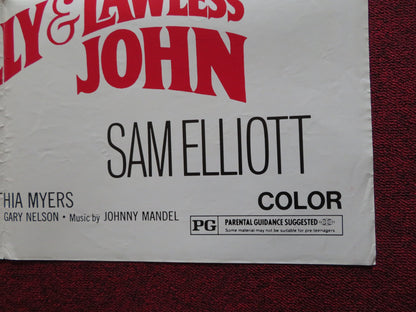 LLY & LAWLESS
JOHN
SAM ELLIOTT
THIA MYERS
COLOR
GARY NELSON • Music by JOHNNY MANDEL
PG PARENTAL GUIDANCE SUGGESTED
Some material may not be suitable for pre-teenagers